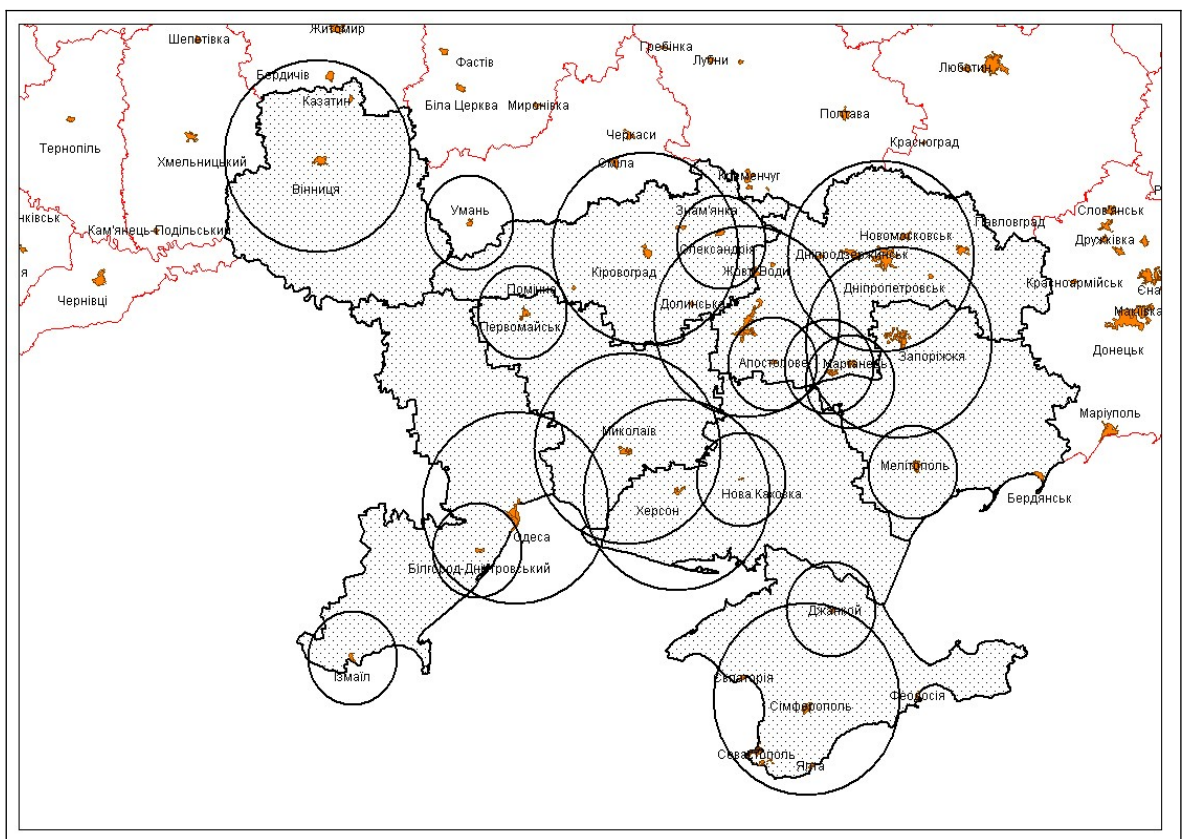 Житомир
Шепетівка
Гребінка
Лубни
Фастів
Бердичів
Люботин
Казатин
Біла Церква
Миронівка
Полтава
Черкаси
Красноград
Тернопіль
Хмельницький
Сміла
Кременчуг
Вінниця
Умань
Знам'янка
Слов'янськ
нківськ
Кам'янець-Подільський
Павлоград
Новомосковськ
Дружківка
Олександрія
Дніпродзержинськ
Кіровоград
Жовті Води
Красноармійськ
Чернівці
Дніпропетровськ
Помічна
Долинська
Макіївка
Первомайськ
Донецьк
Запоріжжя
Апостолове
Марганець
Маріуполь
Миколаїв
Мелітополь
Нова Каховка
Бердянськ
Херсон
Одеса
Білгород-Дністровський
Джанкой
Ізмаїл
Євпаторія
Феодосія
Сімферополь
Севастополь
Ялта